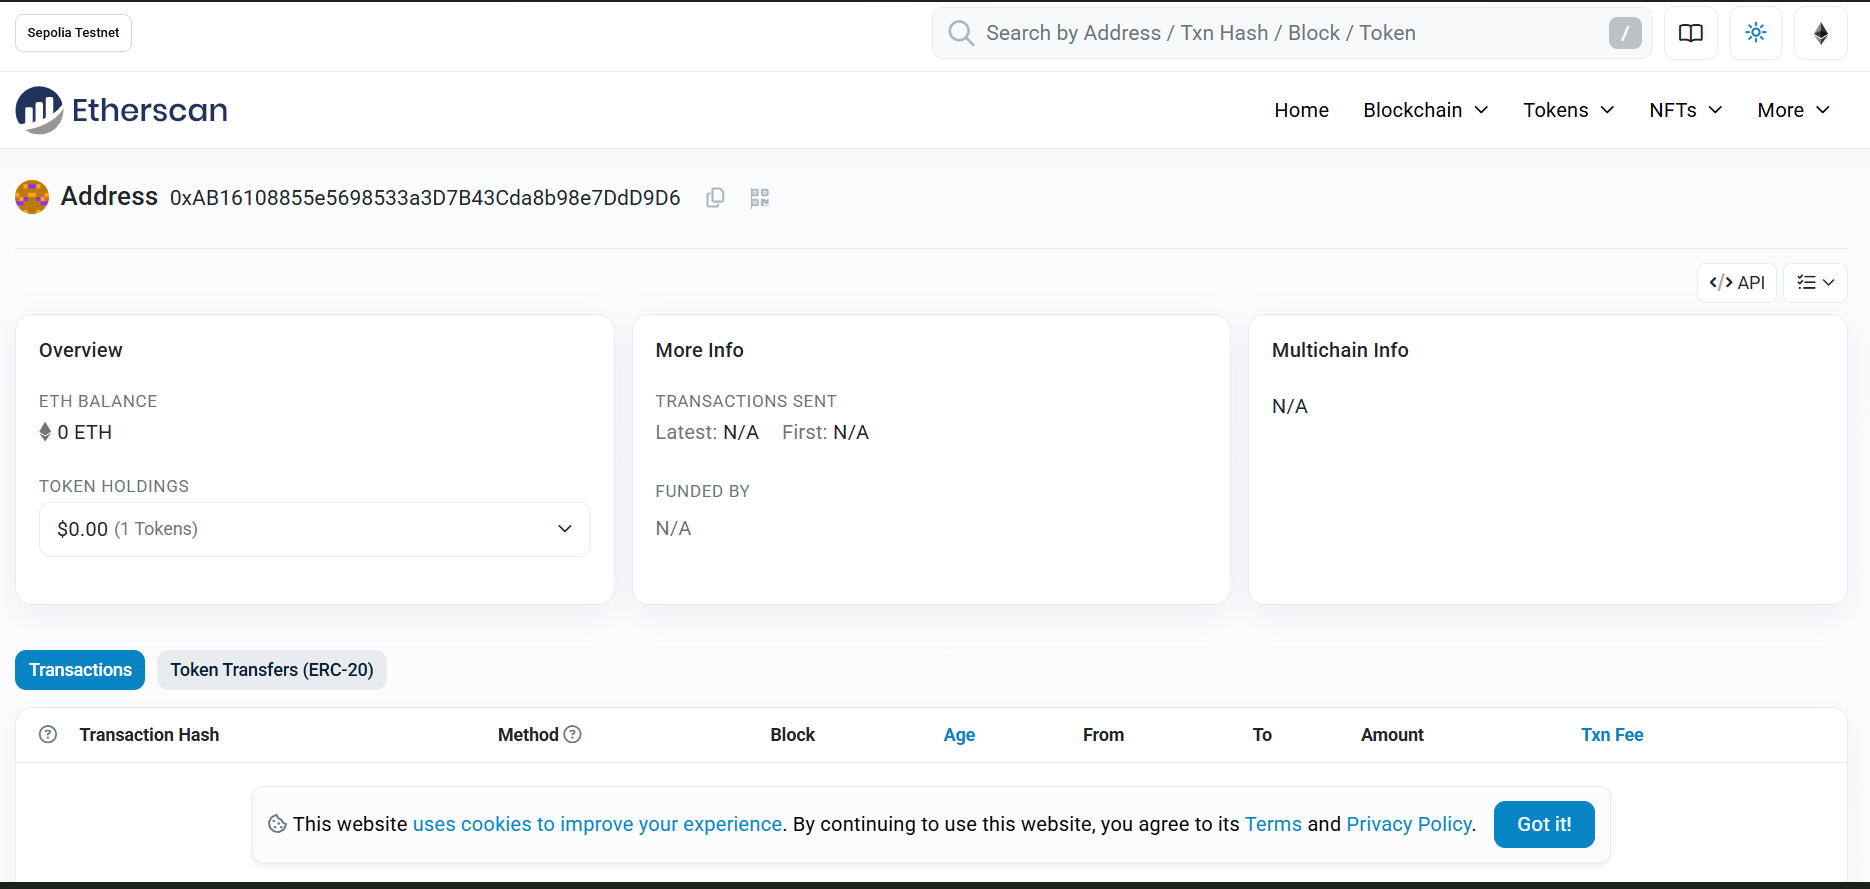 Sepolia Testnet
Search by Address / Txn Hash / Block / Token
/
Etherscan
Home Blockchain Tokens NFTs More
Address 0xAB16108855e5698533a3D7B43Cda8b98e7DdD9D6
</> API
Overview
ETH BALANCE
0 ETH
TOKEN HOLDINGS
$0.00 (1 Tokens)
More Info
TRANSACTIONS SENT
Latest: N/A First: N/A
FUNDED BY
N/A
Multichain Info
N/A
Transactions Token Transfers (ERC-20)
? Transaction Hash Method ? Block Age From To Amount Txn Fee
This website uses cookies to improve your experience. By continuing to use this website, you agree to its Terms and Privacy Policy. Got it!